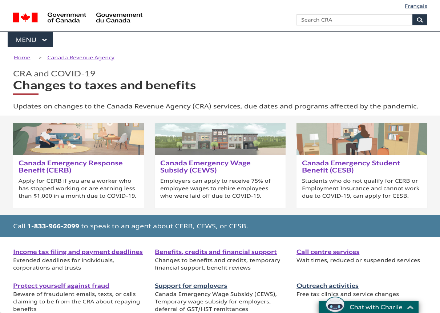 Français
Government of Canada
Gouvernement du Canada
Search CRA
MENU
Home > Canada Revenue Agency
CRA and COVID-19
Changes to taxes and benefits
Updates on changes to the Canada Revenue Agency (CRA) services, due dates and programs affected by the pandemic.
Canada Emergency Response
Benefit (CERB)
Apply for CERB if you are a worker who
has stopped working or are earning less
than $1,000 in a month due to COVID-19.
Canada Emergency Wage
Subsidy (CEWS)
Employers can apply to receive 75% of
employee wages to rehire employees
who were laid off due to COVID-19.
Canada Emergency Student
Benefit (CESB)
Students who do not qualify for CERB or
Employment Insurance and cannot work
due to COVID-19, can apply for CESB.
Call 1-833-966-2099 to speak to an agent about CERB, CEWS, or CESB.
Income tax filing and payment deadlines
Extended deadlines for individuals,
corporations and trusts
Benefits, credits and financial support
Changes to benefits and credits, temporary
financial support, benefit reviews
Call centre services
Wait times, reduced or suspended services
Protect yourself against fraud
Beware of fraudulent emails, texts, or calls
claiming to be from the CRA about repaying
benefits
Support for employers
Canada Emergency Wage Subsidy (CEWS),
Temporary wage subsidy for employers,
deferral of GST/HST remittances
Outreach activities
Free tax clinics and service changes
Chat with Charlie